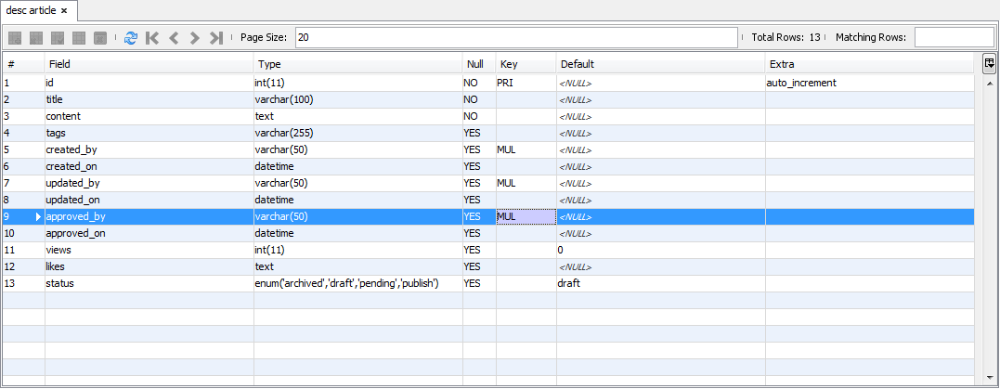 desc article ×
Page Size: 20 Total Rows: 13 Matching Rows:
# Field Type Null Key Default Extra
1 id int(11) NO PRI <NULL> auto_increment
2 title varchar(100) NO <NULL>
3 content text NO <NULL>
4 tags varchar(255) YES <NULL>
5 created_by varchar(50) YES MUL <NULL>
6 created_on datetime YES <NULL>
7 updated_by varchar(50) YES MUL <NULL>
8 updated_on datetime YES <NULL>
9 approved_by varchar(50) YES MUL <NULL>
10 approved_on datetime YES <NULL>
11 views int(11) YES 0
12 likes text YES <NULL>
13 status enum('archived','draft','pending','publish') YES draft